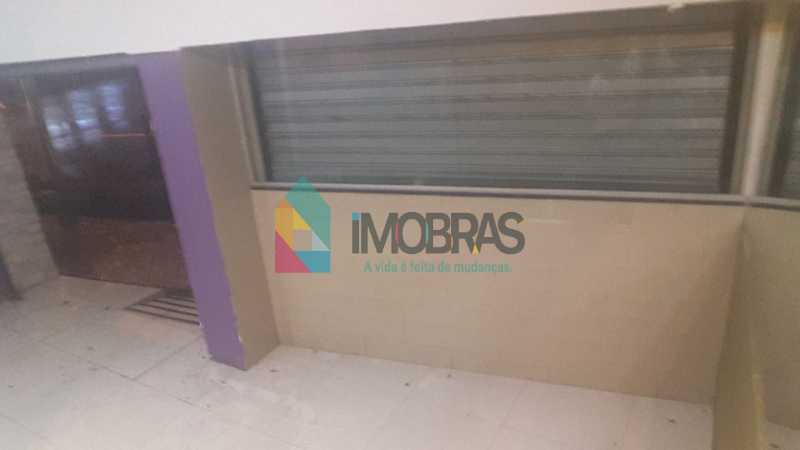 iMOBRAS
A vida é feita de mudanças.